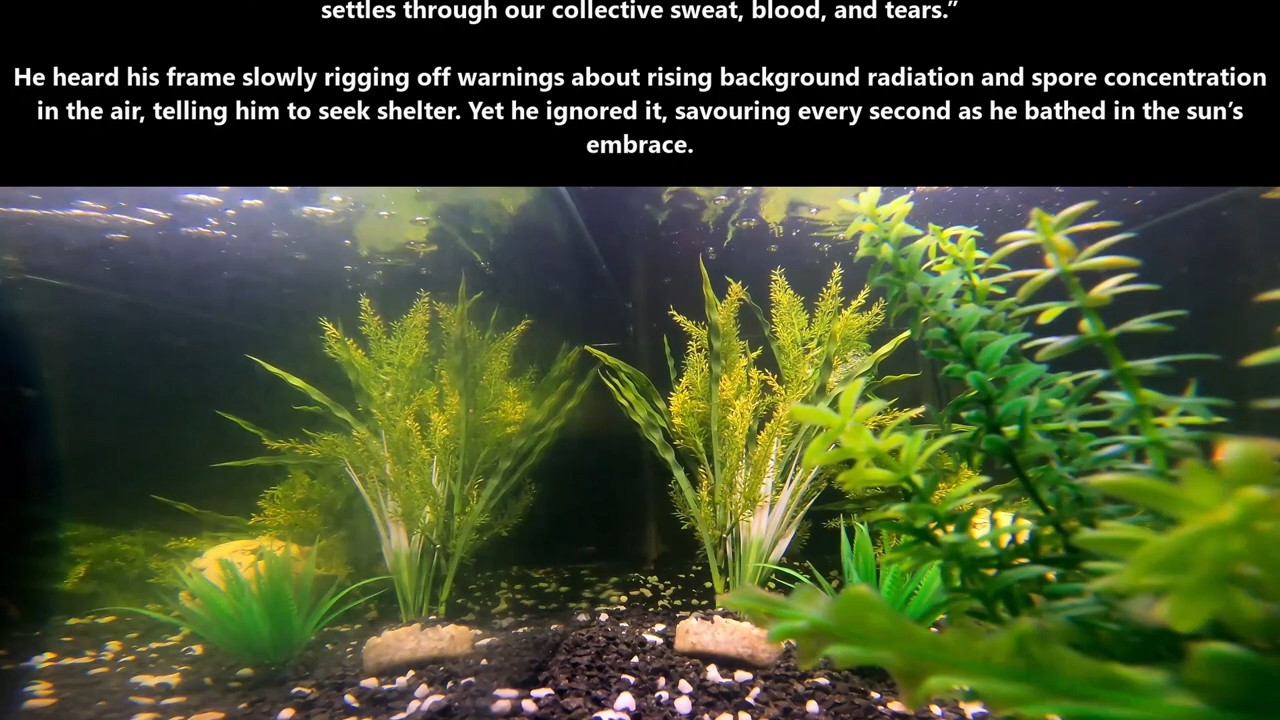 settles through our collective sweat, blood, and tears.”
He heard his frame slowly rigging off warnings about rising background radiation and spore concentration
in the air, telling him to seek shelter. Yet he ignored it, savouring every second as he bathed in the sun’s
embrace.